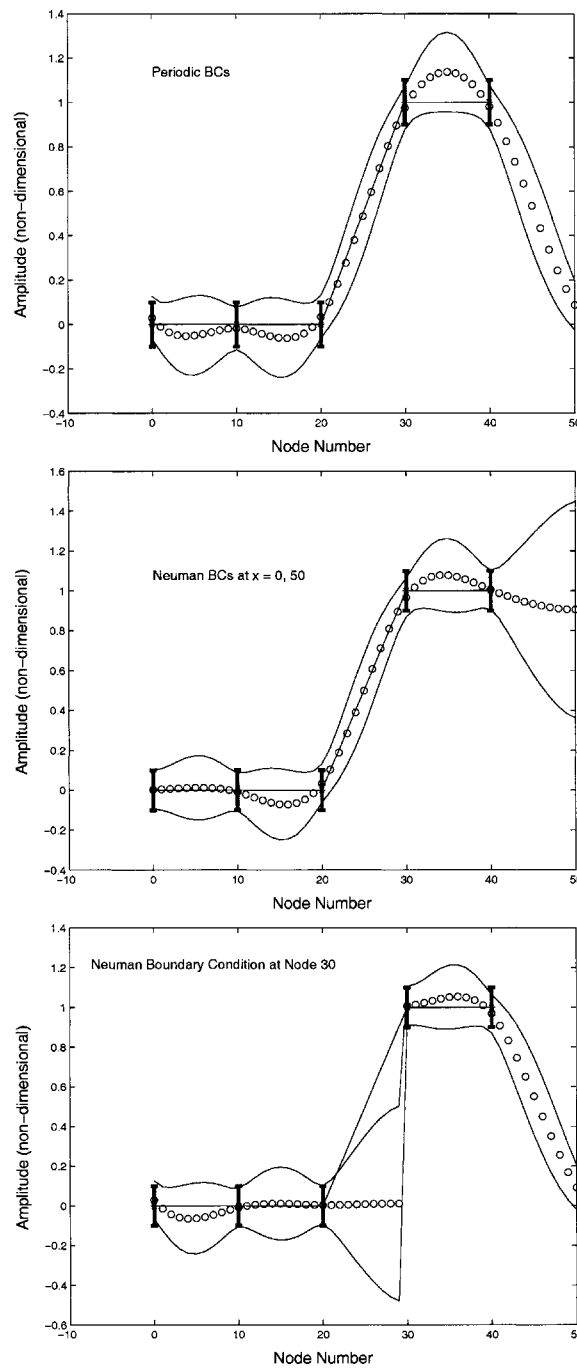 1.4
1.2
1
0.8
0.6
0.4
0.2
0
-0.2
-0.4
Amplitude (non-dimensional)
Periodic BCs
-10 0 10 20 30 40 50
Node Number
1.6
1.4
1.2
1
0.8
0.6
0.4
0.2
0
-0.2
-0.4
Amplitude (non-dimensional)
Neuman BCs at x = 0, 50
-10 0 10 20 30 40 50
Node Number
1.4
1.2
1
0.8
0.6
0.4
0.2
0
-0.2
-0.4
-0.6
Amplitude (non-dimensional)
Neuman Boundary Condition at Node 30
-10 0 10 20 30 40 50
Node Number